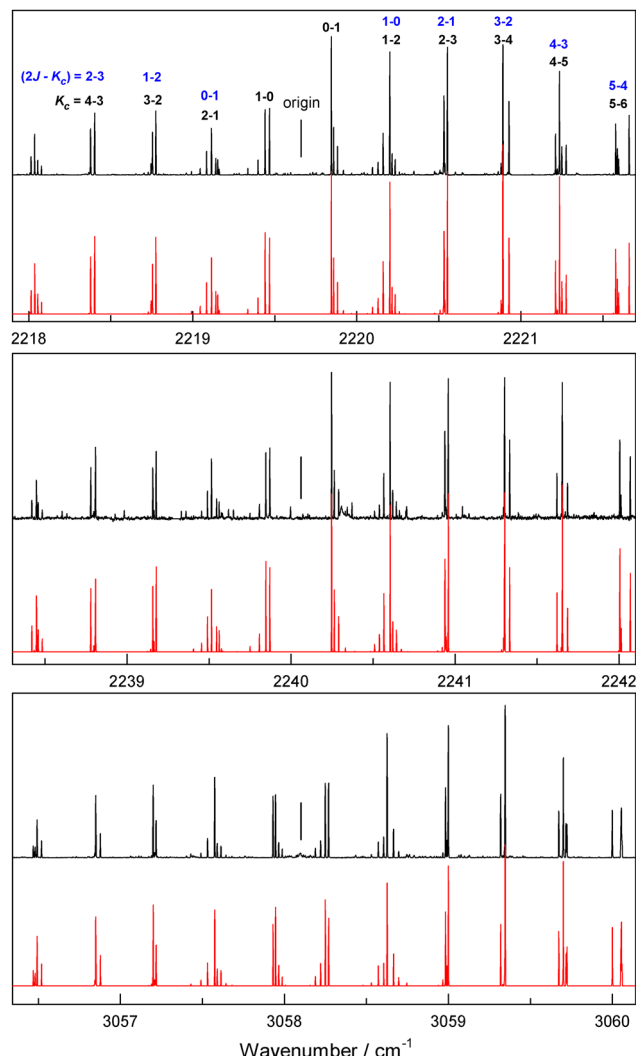 0-1 1-0 2-1 3-2
(2J - Kc) = 2-3 1-2 1-2 2-3 3-4 4-3
Kc = 4-3 3-2 0-1 1-0 origin 4-5 5-4
2-1 5-6
2218 2219 2220 2221
2239 2240 2241 2242
3057 3058 3059 3060
Wavenumber / cm-1